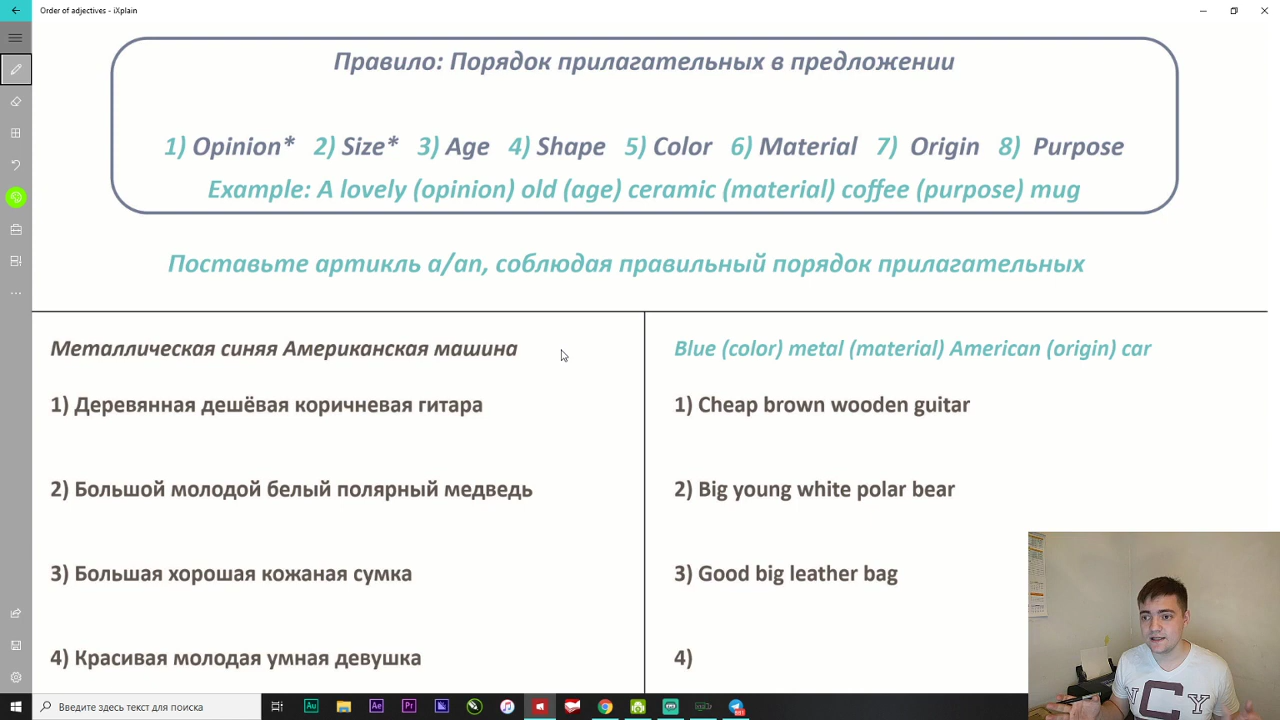 Order of adjectives - iXplain
Правило: Порядок прилагательных в предложении
1) Opinion* 2) Size* 3) Age 4) Shape 5) Color 6) Material 7) Origin 8) Purpose
Example: A lovely (opinion) old (age) ceramic (material) coffee (purpose) mug
Поставьте артикль a/an, соблюдая правильный порядок прилагательных
Металлическая синяя Американская машина
1) Деревянная дешёвая коричневая гитара
2) Большой молодой белый полярный медведь
3) Большая хорошая кожаная сумка
4) Красивая молодая умная девушка
Blue (color) metal (material) American (origin) car
1) Cheap brown wooden guitar
2) Big young white polar bear
3) Good big leather bag
4)
Введите здесь текст для поиска
Au
Ae
Pr